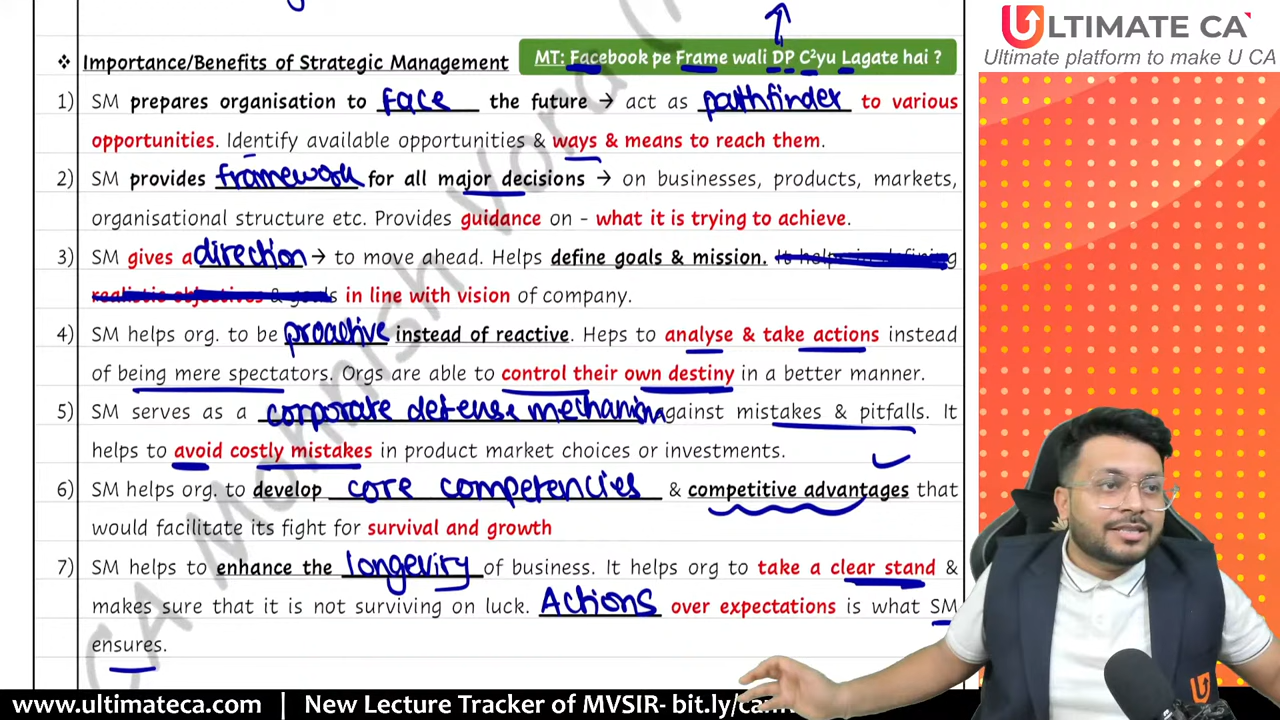 ULTIMATE CA
Ultimate platform to make U CA
❖ Importance/Benefits of Strategic Management
MT: Facebook pe Frame wali DP C²yu Lagate hai ?
1) SM prepares organisation to face the future → act as pathfinder to various
opportunities. Identify available opportunities & ways & means to reach them.
2) SM provides framework for all major decisions → on businesses, products, markets,
organisational structure etc. Provides guidance on - what it is trying to achieve.
3) SM gives a direction → to move ahead. Helps define goals & mission. It helps in defining
realistic objectives & goals in line with vision of company.
4) SM helps org. to be proactive instead of reactive. Heps to analyse & take actions instead
of being mere spectators. Orgs are able to control their own destiny in a better manner.
5) SM serves as a corporate defense mechanism against mistakes & pitfalls. It
helps to avoid costly mistakes in product market choices or investments.
6) SM helps org. to develop core competencies & competitive advantages that
would facilitate its fight for survival and growth
7) SM helps to enhance the longevity of business. It helps org to take a clear stand &
makes sure that it is not surviving on luck. Actions over expectations is what SM
ensures.
CA Mohnish Vora (
www.ultimateca.com | New Lecture Tracker of MVSIR- bit.ly/